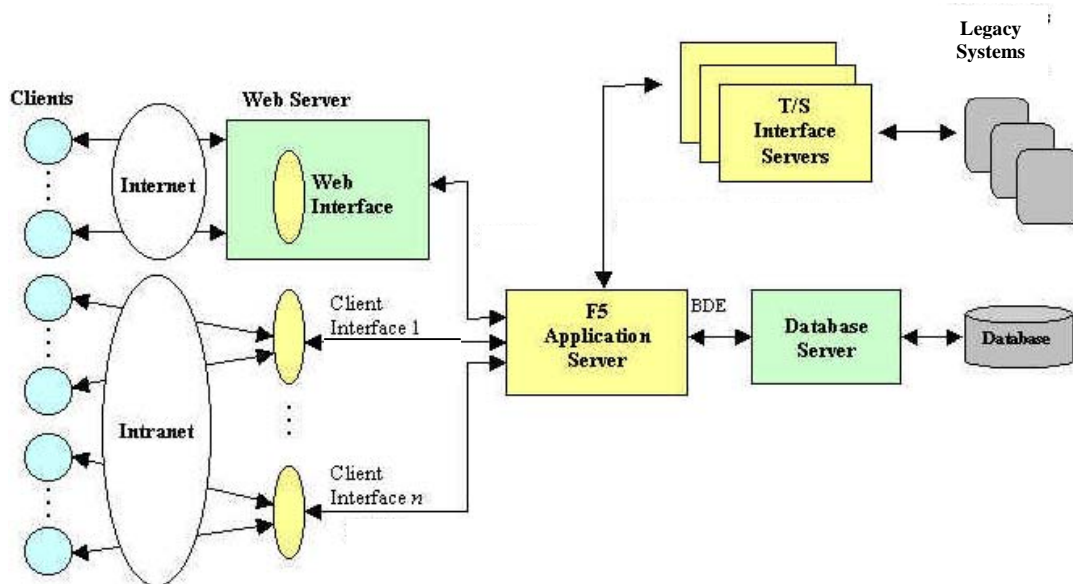 Legacy
Systems
Clients
Web Server
T/S
Interface
Servers
Internet
Web
Interface
Client
Interface 1
F5
Application
Server
BDE
Database
Server
Database
Intranet
Client
Interface n